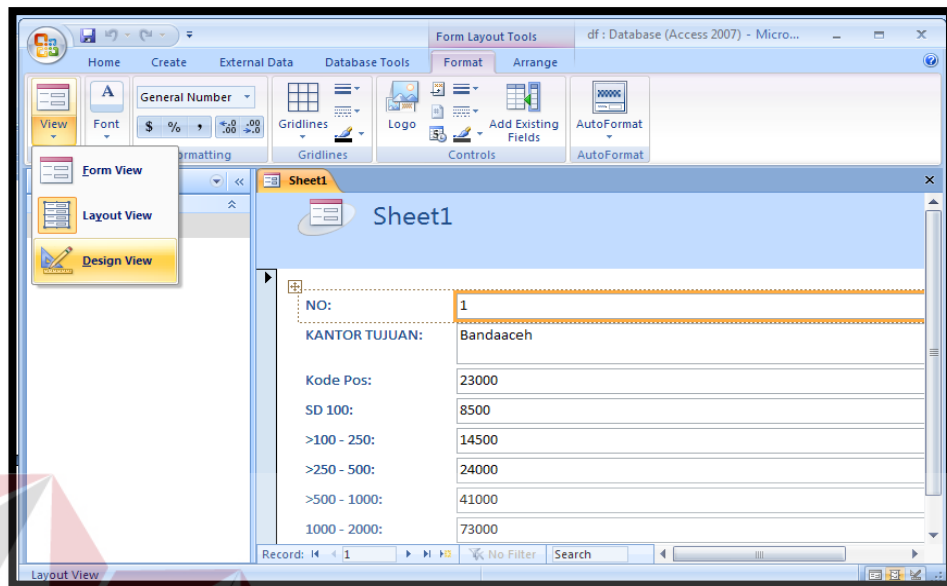 Form Layout Tools
df : Database (Access 2007) - Micro...
Home Create External Data Database Tools Format Arrange
View Font General Number Gridlines Logo Add Existing Fields AutoFormat
$ % , .00 .0 .00
Gridlines Controls AutoFormat
Form View
Layout View
Design View
Sheet1
Sheet1
NO: 1
KANTOR TUJUAN: Bandaaceh
Kode Pos: 23000
SD 100: 8500
>100 - 250: 14500
>250 - 500: 24000
>500 - 1000: 41000
1000 - 2000: 73000
Record: 1 No Filter Search
Layout View